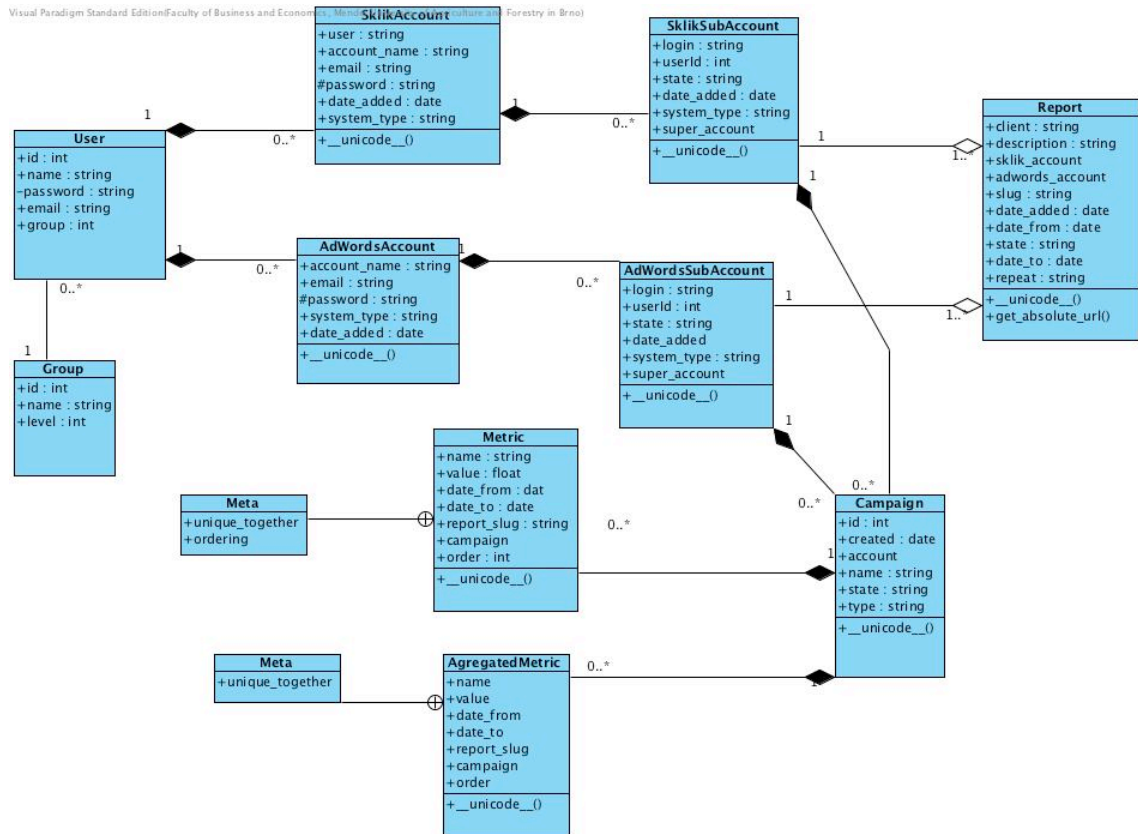 Visual Paradigm Standard Edition(Faculty of Business and Economics, Mendel University of Agriculture and Forestry in Brno)
SklikAccount
+user : string
+account_name : string
+email : string
#password : string
+date_added : date
+system_type : string
+__unicode__()
SklikSubAccount
+login : string
+userId : int
+state : string
+date_added : date
+system_type : string
+super_account
+__unicode__()
Report
+client : string
+description : string
+sklik_account
+adwords_account
+slug : string
+date_added : date
+date_from : date
+state : string
+date_to : date
+repeat : string
+__unicode__()
+get_absolute_url()
User
+id : int
+name : string
-password : string
+email : string
+group : int
1
0..*
1
0..*
1
1..*
1
AdWordsAccount
+account_name : string
+email : string
#password : string
+system_type : string
+date_added : date
+__unicode__()
1
0..*
1
0..*
AdWordsSubAccount
+login : string
+userId : int
+state : string
+date_added
+system_type : string
+super_account
+__unicode__()
1
1..*
0..*
1
Group
+id : int
+name : string
+level : int
1
0..*
0..*
Metric
+name : string
+value : float
+date_from : dat
+date_to : date
+report_slug : string
+campaign
+order : int
+__unicode__()
Meta
+unique_together
+ordering
0..*
1
Campaign
+id : int
+created : date
+account
+name : string
+state : string
+type : string
+__unicode__()
Meta
+unique_together
AgregatedMetric
+name
+value
+date_from
+date_to
+report_slug
+campaign
+order
+__unicode__()
0..*
1